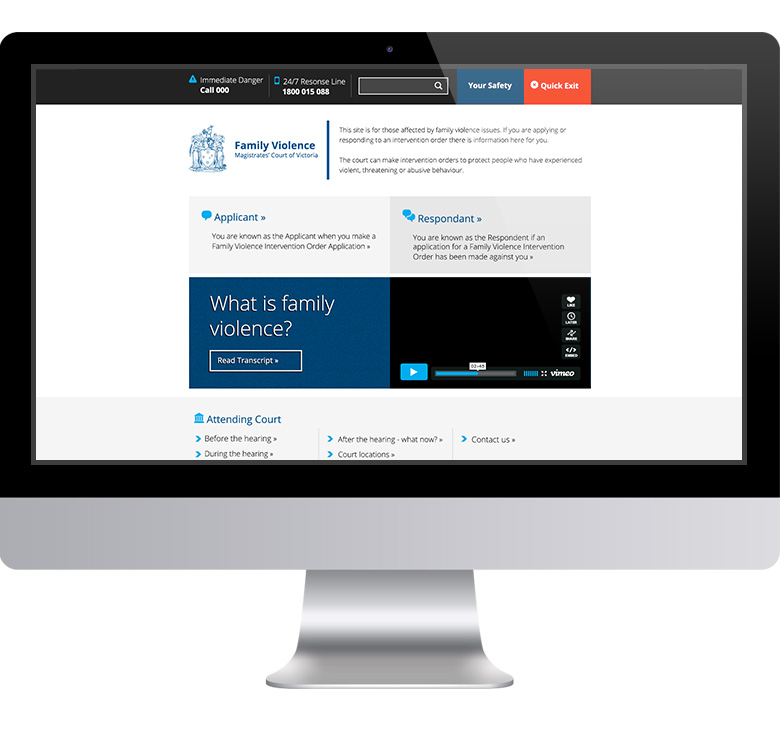 Immediate Danger
Call 000
24/7 Resonse Line
1800 015 088
Your Safety
Quick Exit
Family Violence
Magistrates' Court of Victoria
This site is for those affected by family violence issues. If you are applying or
responding to an intervention order there is information here for you.
The court can make intervention orders to protect people who have experienced
violent, threatening or abusive behaviour.
Applicant »
You are known as the Applicant when you make a
Family Violence Intervention Order Application »
Respondant »
You are known as the Respondent if an
application for a Family Violence Intervention
Order has been made against you »
What is family
violence?
Read Transcript »
LIKE
LATER
SHARE
EMBED
02:45
vimeo
Attending Court
Before the hearing »
During the hearing »
After the hearing - what now? »
Court locations »
Contact us »